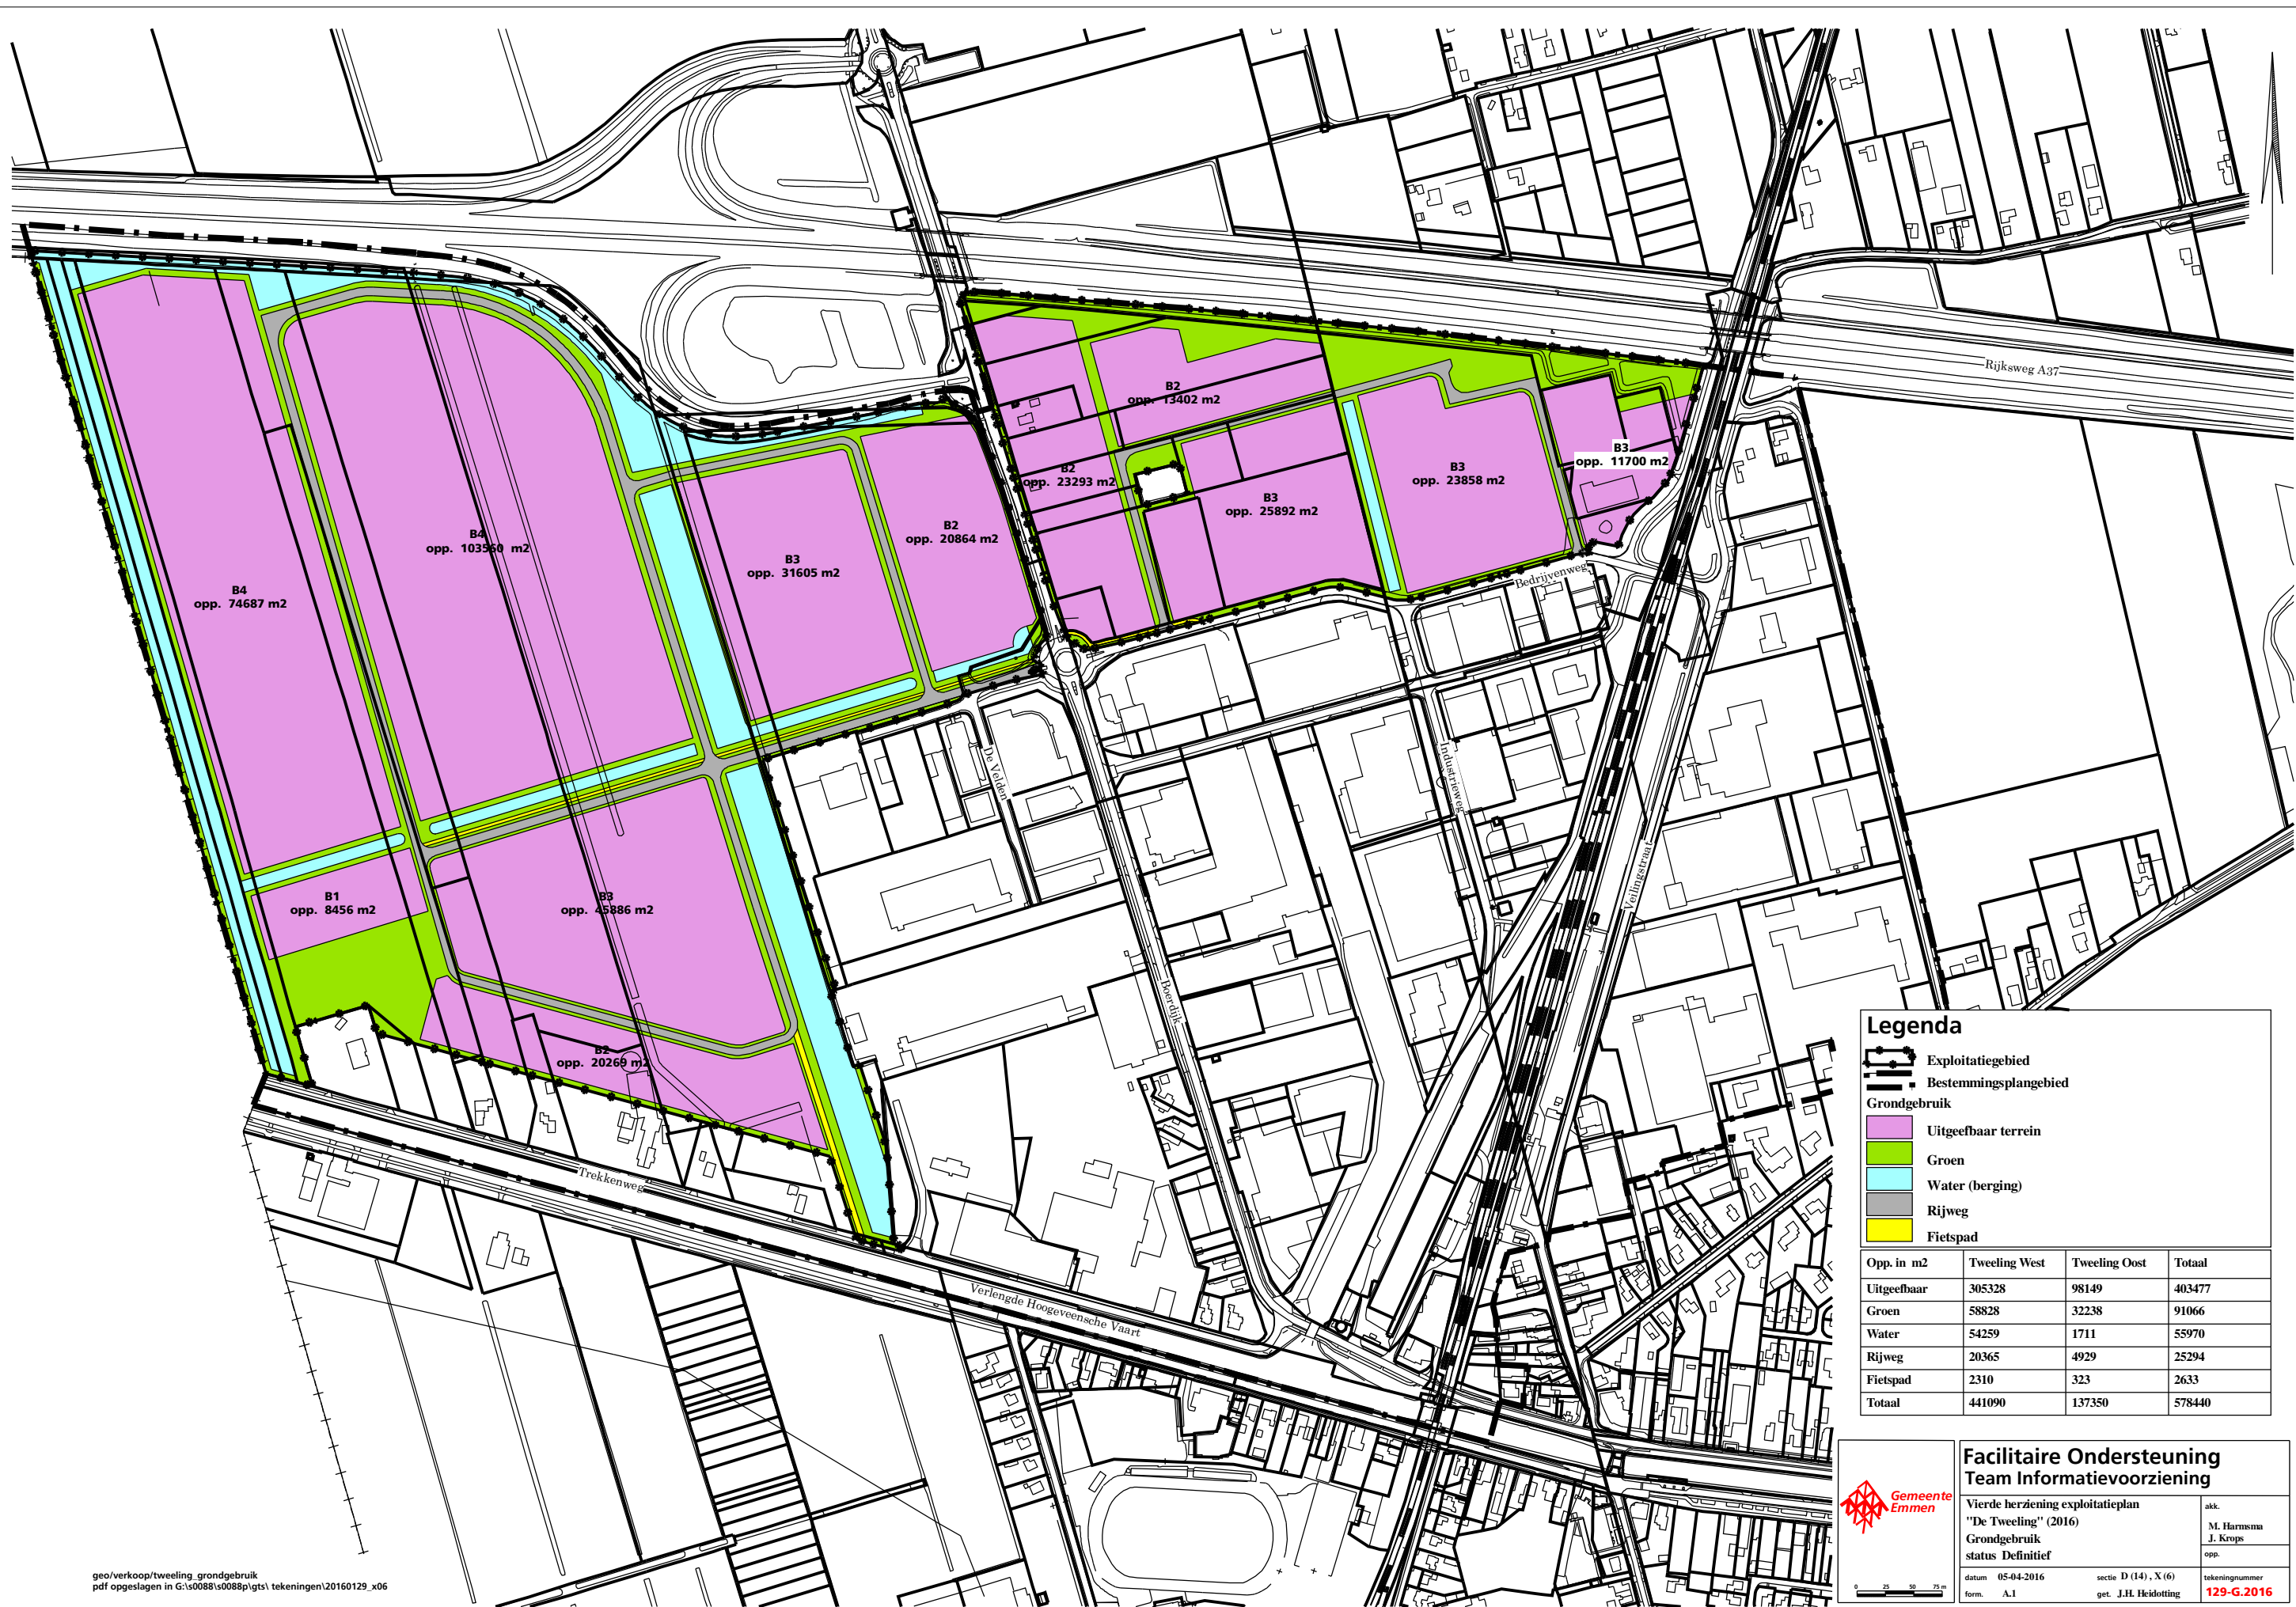 Rijksweg A37
B2
opp. 13402 m2
B3
opp. 11700 m2
B2
opp. 23293 m2
B3
opp. 23858 m2
B3
opp. 25892 m2
B2
opp. 20864 m2
B4
opp. 103560 m2
B3
opp. 31605 m2
B4
opp. 74687 m2
Bedrijvenweg
De Velden
Industrieweg
Veilingstraat
B1
opp. 8456 m2
B3
opp. 45886 m2
Boerdijk
B2
opp. 20269 m2
Trekkenweg
Verlengde Hoogeveensche Vaart
Legenda
Exploitatiegebied
Bestemmingsplangebied
Grondgebruik
Uitgeefbaar terrein
Groen
Water (berging)
Rijweg
Fietspad
Opp. in m2 Tweeling West Tweeling Oost Totaal
Uitgeefbaar 305328 98149 403477
Groen 58828 32238 91066
Water 54259 1711 55970
Rijweg 20365 4929 25294
Fietspad 2310 323 2633
Totaal 441090 137350 578440
Gemeente
Emmen
0 25 50 75 m
Facilitaire Ondersteuning
Team Informatievoorziening
Vierde herziening exploitatieplan
"De Tweeling" (2016)
Grondgebruik
status Definitief
akk.
M. Harmsma
J. Krops
opp.
datum 05-04-2016 sectie D (14) , X (6)
form. A.1 get. J.H. Heidotting
tekeningnummer
129-G.2016
geo/verkoop/tweeling_grondgebruik
pdf opgeslagen in G:\s0088\s0088p\gts\ tekeningen\20160129_x06